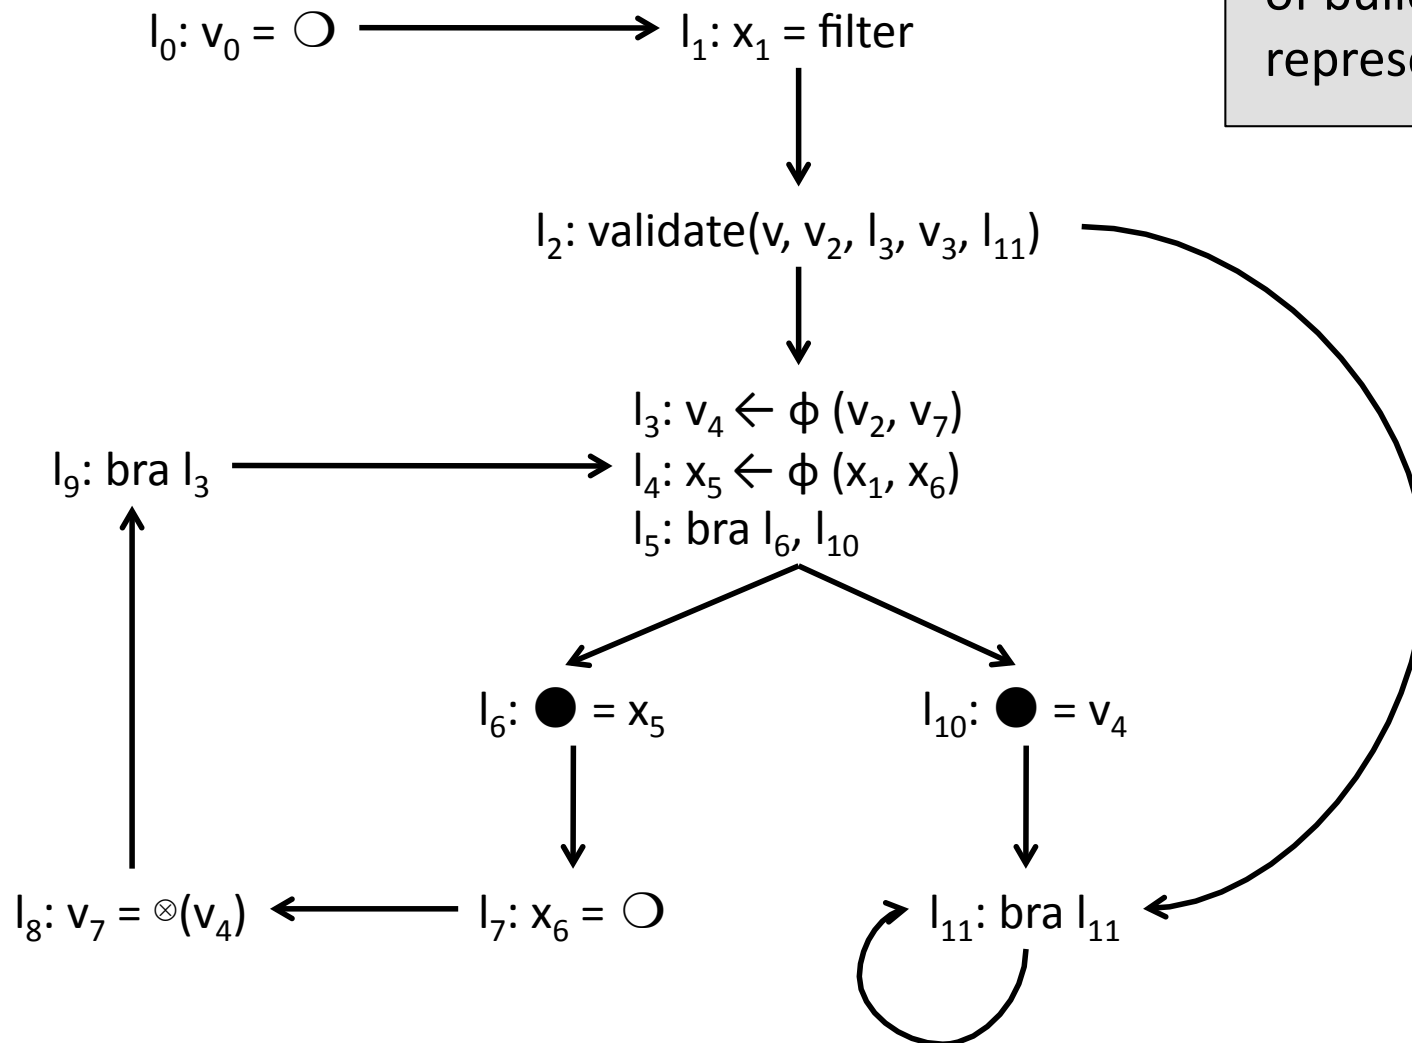 l₀: v₀ = ❍
l₁: x₁ = filter
represe
l₂: validate(v, v₂, l₃, v₃, l₁₁)
l₃: v₄ ← ϕ (v₂, v₇)
l₉: bra l₃
l₄: x₅ ← ϕ (x₁, x₆)
l₅: bra l₆, l₁₀
l₆: ● = x₅
l₁₀: ● = v₄
l₈: v₇ = ⊗(v₄)
l₇: x₆ = ❍
l₁₁: bra l₁₁